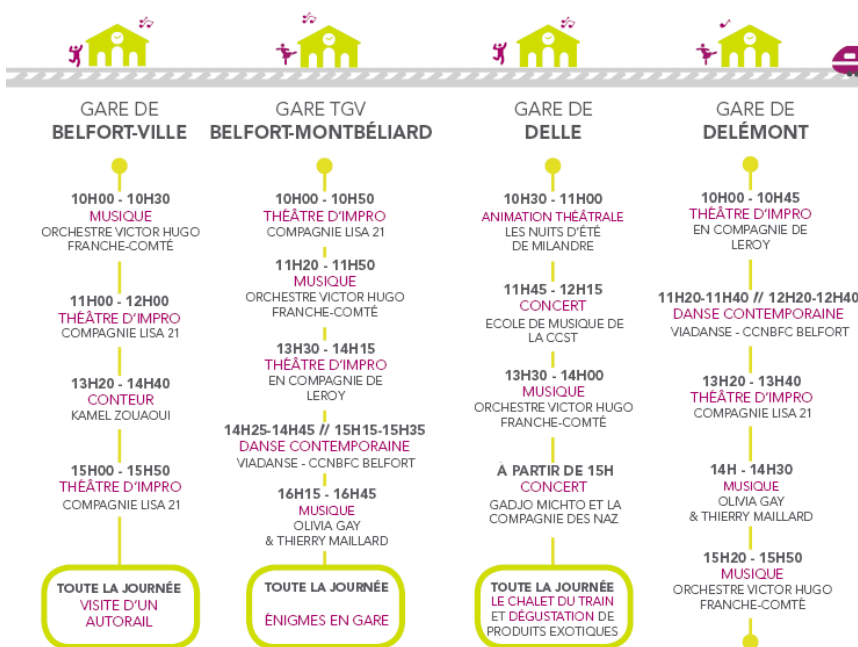 GARE DE
BELFORT-VILLE
10H00 - 10H30
MUSIQUE
ORCHESTRE VICTOR HUGO
FRANCHE-COMTÉ
11H00 - 12H00
THÉÂTRE D'IMPRO
COMPAGNIE LISA 21
13H20 - 14H40
CONTEUR
KAMEL ZOUAOUI
15H00 - 15H50
THÉÂTRE D'IMPRO
COMPAGNIE LISA 21
TOUTE LA JOURNÉE
VISITE D'UN
AUTORAIL
GARE TGV
BELFORT-MONTBÉLIARD
10H00 - 10H50
THÉÂTRE D'IMPRO
COMPAGNIE LISA 21
11H20 - 11H50
MUSIQUE
ORCHESTRE VICTOR HUGO
FRANCHE-COMTÉ
13H30 - 14H15
THÉÂTRE D'IMPRO
EN COMPAGNIE DE
LEROY
14H25-14H45 // 15H15-15H35
DANSE CONTEMPORAINE
VIADANSE - CCNBFC BELFORT
16H15 - 16H45
MUSIQUE
OLIVIA GAY
& THIERRY MAILLARD
TOUTE LA JOURNÉE
ÉNIGMES EN GARE
GARE DE
DELLE
10H30 - 11H00
ANIMATION THÉÂTRALE
LES NUITS D'ÉTÉ
DE MILANDRE
11H45 - 12H15
CONCERT
ECOLE DE MUSIQUE DE
LA CCST
13H30 - 14H00
MUSIQUE
ORCHESTRE VICTOR HUGO
FRANCHE-COMTÉ
À PARTIR DE 15H
CONCERT
GADJO MICHTO ET LA
COMPAGNIE DES NAZ
TOUTE LA JOURNÉE
LE CHALET DU TRAIN
ET DÉGUSTATION DE
PRODUITS EXOTIQUES
GARE DE
DELÉMONT
10H00 - 10H45
THÉÂTRE D'IMPRO
EN COMPAGNIE DE
LEROY
11H20-11H40 // 12H20-12H40
DANSE CONTEMPORAINE
VIADANSE - CCNBFC BELFORT
13H20 - 13H40
THÉÂTRE D'IMPRO
COMPAGNIE LISA 21
14H - 14H30
MUSIQUE
OLIVIA GAY
& THIERRY MAILLARD
15H20 - 15H50
MUSIQUE
ORCHESTRE VICTOR HUGO
FRANCHE-COMTÉ